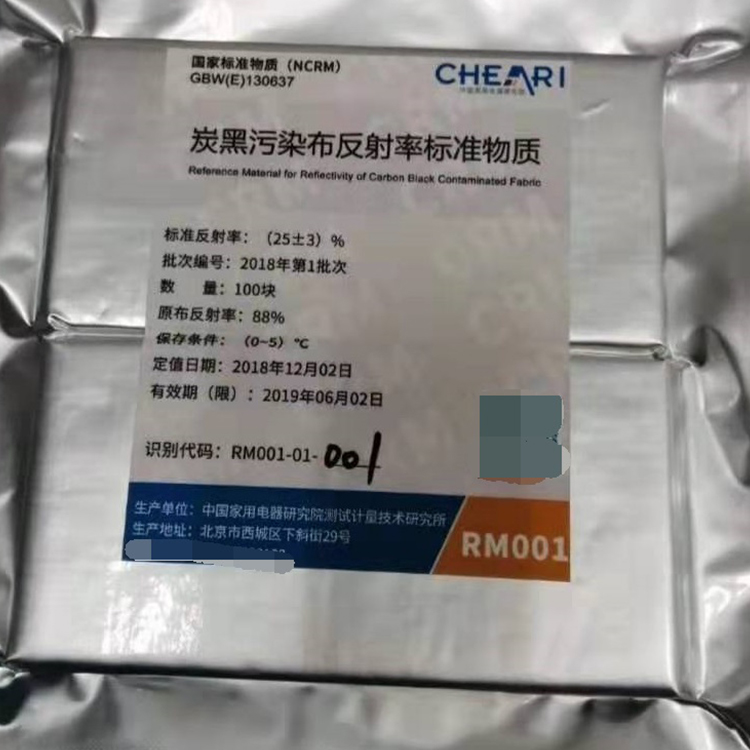 国家标准物质（NCRM）
GBW(E)130637
CHEARI
炭黑污染布反射率标准物质
Reference Material for Reflectivity of Carbon Black Contaminated Fabric
标准反射率：（25±3）%
批次编号：2018年第1批次
数　　量：100块
原布反射率：88%
保存条件：（0~5）℃
定值日期：2018年12月02日
有效期（限）：2019年06月02日
识别代码：RM001-01-001
生产单位：中国家用电器研究院测试计量技术研究所
生产地址：北京市西城区下斜街29号
RM001